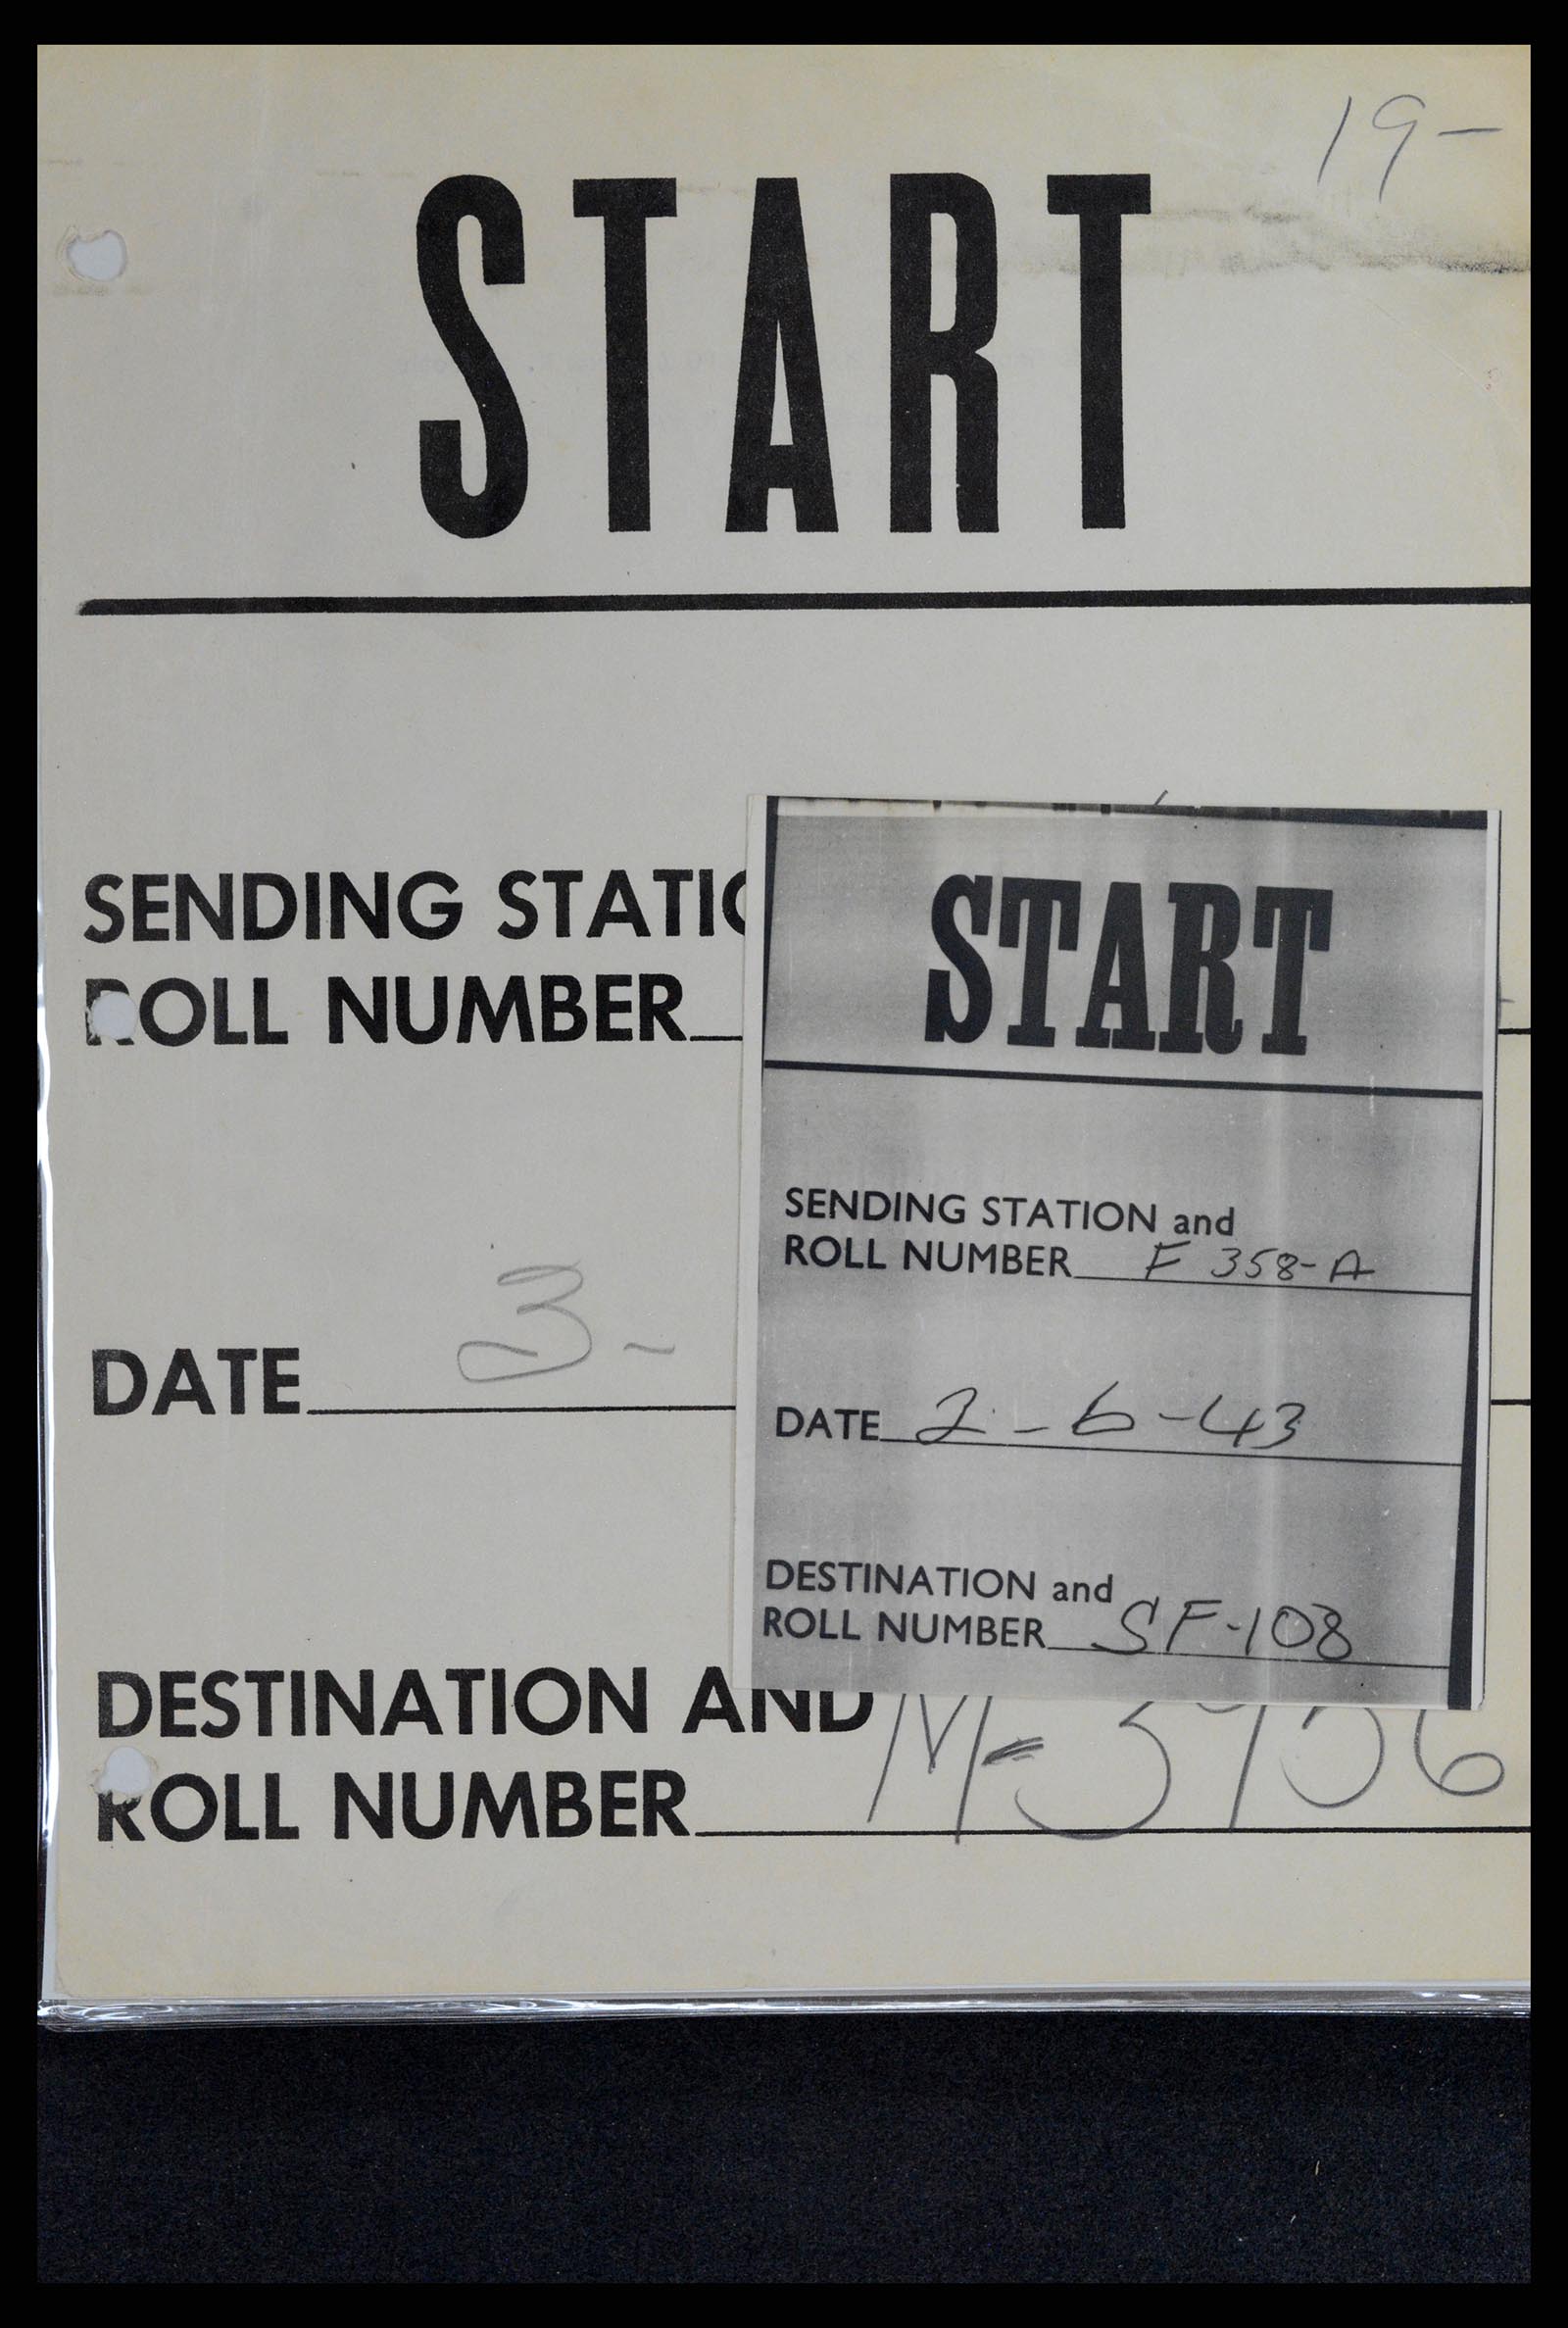 19-
START
SENDING STATIO
ROLL NUMBER
DATE 3-
DESTINATION AND
ROLL NUMBER
START
SENDING STATION and
ROLL NUMBER F 358-A
DATE 2-6-43
DESTINATION and
ROLL NUMBER SF-108